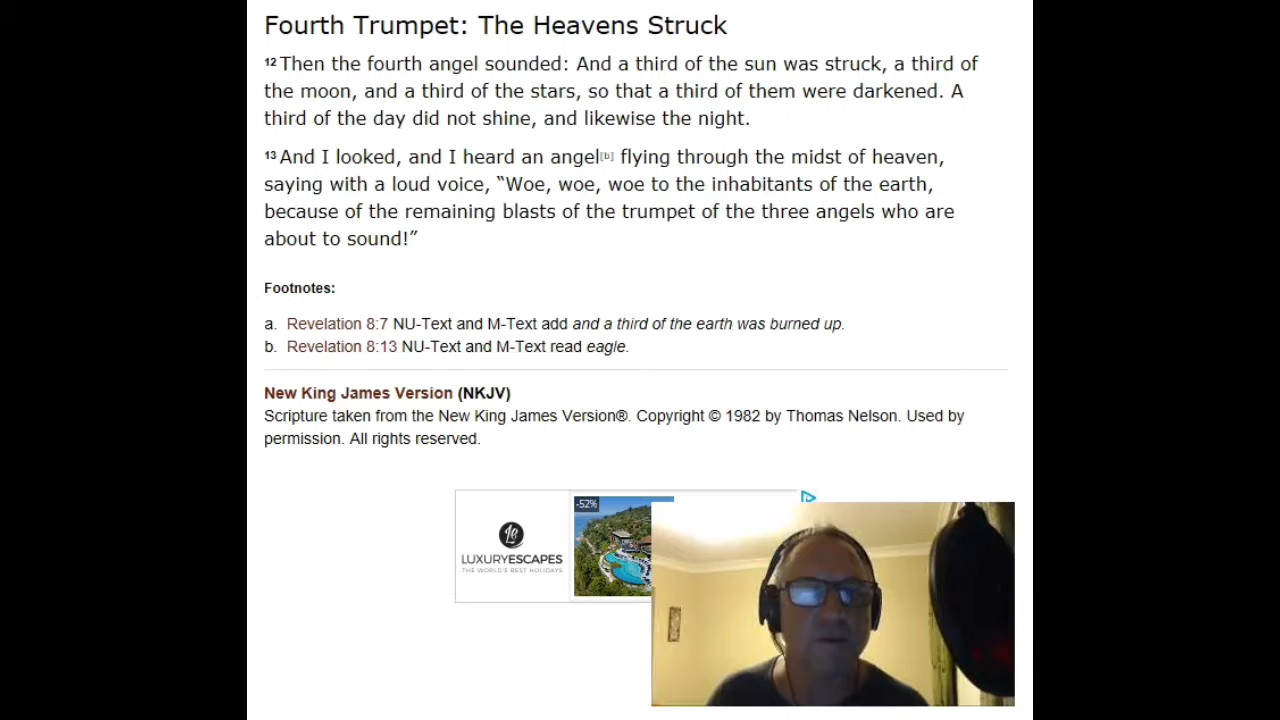 Fourth Trumpet: The Heavens Struck
12 Then the fourth angel sounded: And a third of the sun was struck, a third of
the moon, and a third of the stars, so that a third of them were darkened. A
third of the day did not shine, and likewise the night.
13 And I looked, and I heard an angel[b] flying through the midst of heaven,
saying with a loud voice, “Woe, woe, woe to the inhabitants of the earth,
because of the remaining blasts of the trumpet of the three angels who are
about to sound!”
Footnotes:
a. Revelation 8:7 NU-Text and M-Text add and a third of the earth was burned up.
b. Revelation 8:13 NU-Text and M-Text read eagle.
New King James Version (NKJV)
Scripture taken from the New King James Version®. Copyright © 1982 by Thomas Nelson. Used by
permission. All rights reserved.
-52%
Le
LUXURYESCAPES
THE WORLD'S BEST HOLIDAYS